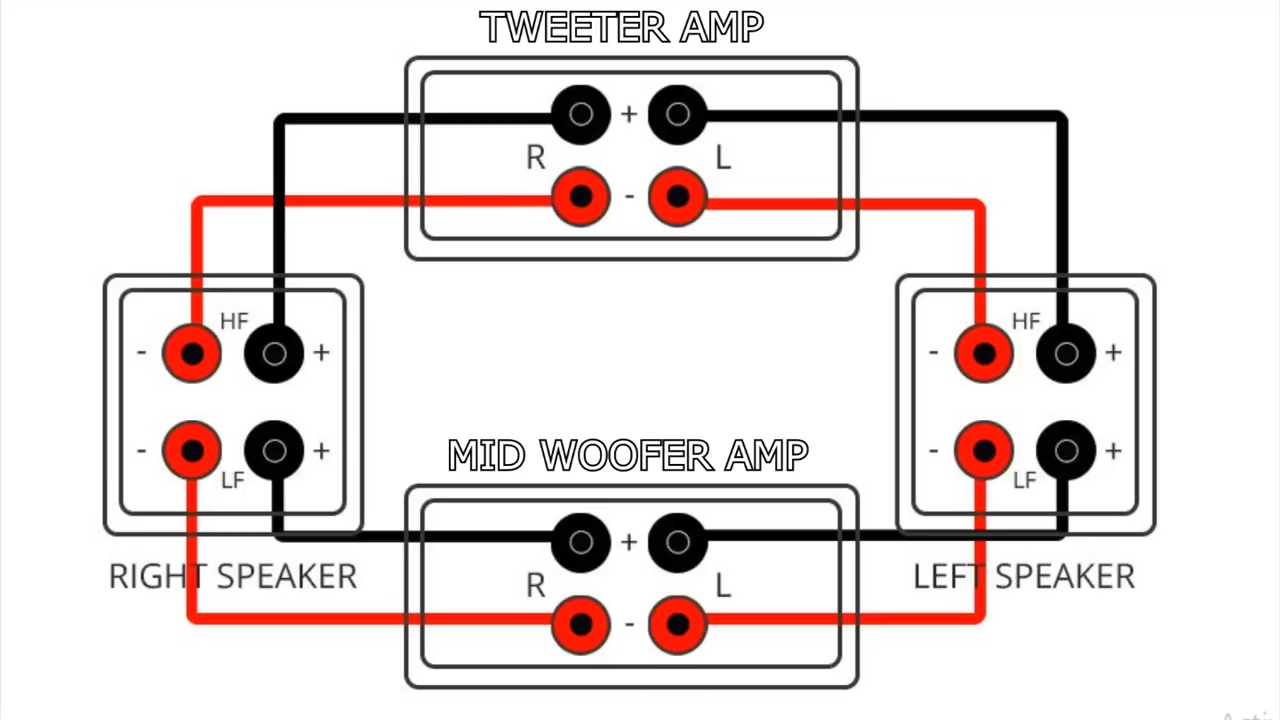 TWEETER AMP
+
R L
-
HF HF
- + - +
MID WOOFER AMP
- + - +
LF LF
+
RIGHT SPEAKER LEFT SPEAKER
R L
-